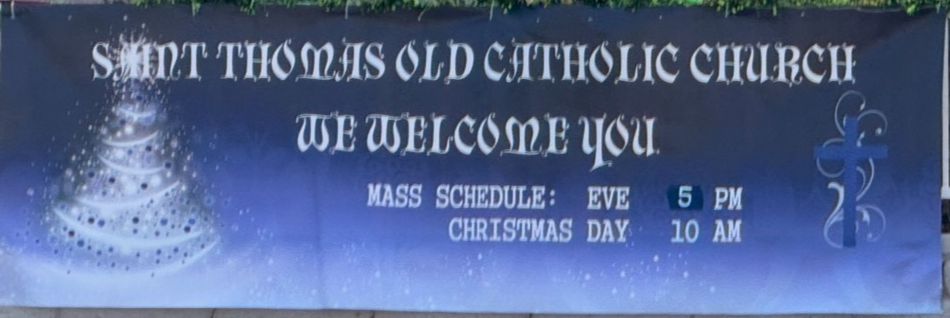 SAINT THOMAS OLD CATHOLIC CHURCH
WE WELCOME YOU
MASS SCHEDULE: EVE 5 PM
CHRISTMAS DAY 10 AM